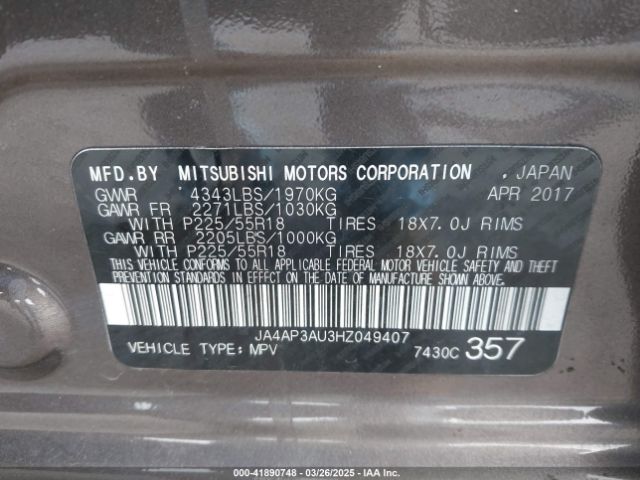 MFD.BY MITSUBISHI MOTORS CORPORATION . JAPAN
GVWR 4343LBS/1970KG APR 2017
GAWR FR 2271LBS/1030KG
WITH P225/55R18 TIRES 18X7.0J RIMS
GAWR RR 2205LBS/1000KG
WITH P225/55R18 TIRES 18X7.0J RIMS
THIS VEHICLE CONFORMS TO ALL APPLICABLE FEDERAL MOTOR VEHICLE SAFETY AND THEFT
PREVENTION STANDARDS IN EFFFCT ON THE DATE OF MANUFACTURE SHOWN ABOVE.
JA4AP3AU3HZ049407
VEHICLE TYPE: MPV 7430C 357
000-41890748 - 03/26/2025 - IAA Inc.